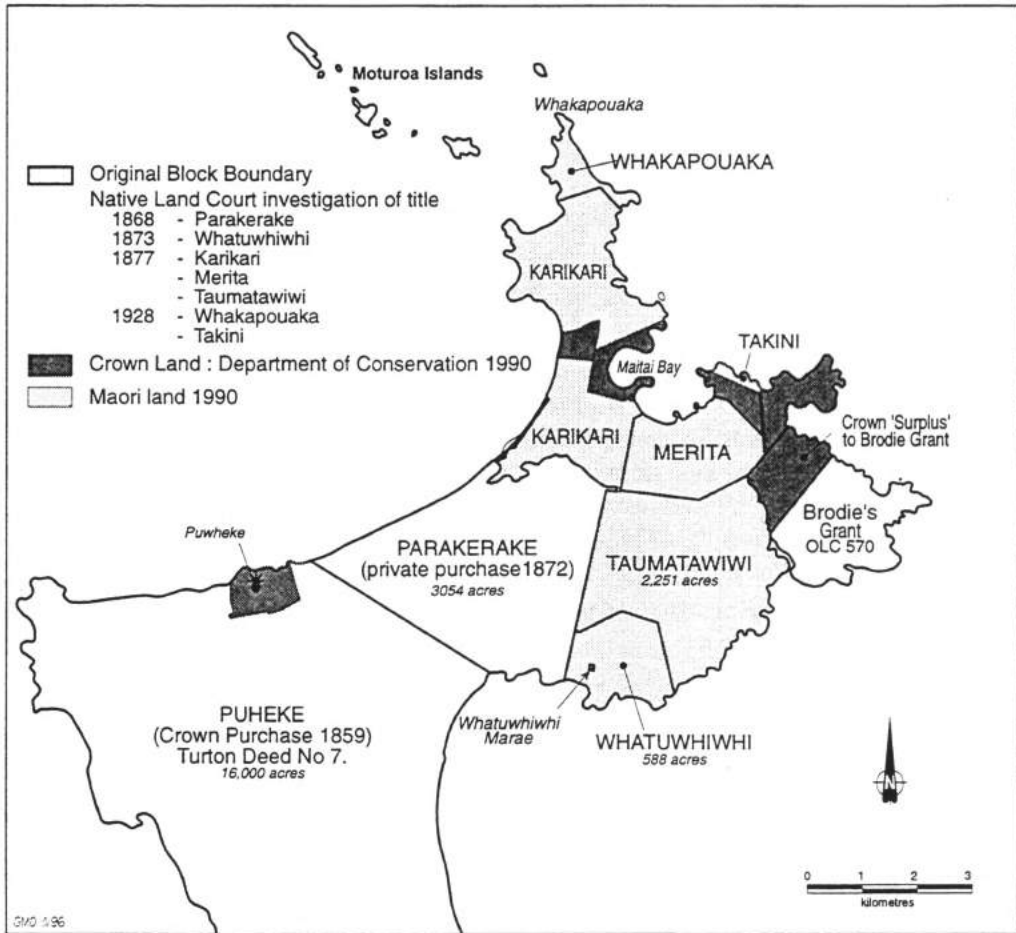 Moturoa Islands
Whakapouaka
WHAKAPOUAKA
Original Block Boundary
Native Land Court investigation of title
1868 - Parakerake
1873 - Whatuwhiwhi
1877 - Karikari
- Merita
- Taumatawiwi
1928 - Whakapouaka
- Takini
Crown Land : Department of Conservation 1990
Maori land 1990
KARIKARI
TAKINI
Maitai Bay
Crown 'Surplus'
to Brodie Grant
KARIKARI
MERITA
Brodie's
Grant
OLC 570
Puwheke
PARAKERAKE
(private purchase 1872)
3054 acres
TAUMATAWIWI
2,251 acres
PUHEKE
(Crown Purchase 1859)
Turton Deed No 7.
16,000 acres
Whatuwhiwhi
Marae
WHATUWHIWHI
588 acres
N
0 1 2 3
kilometres